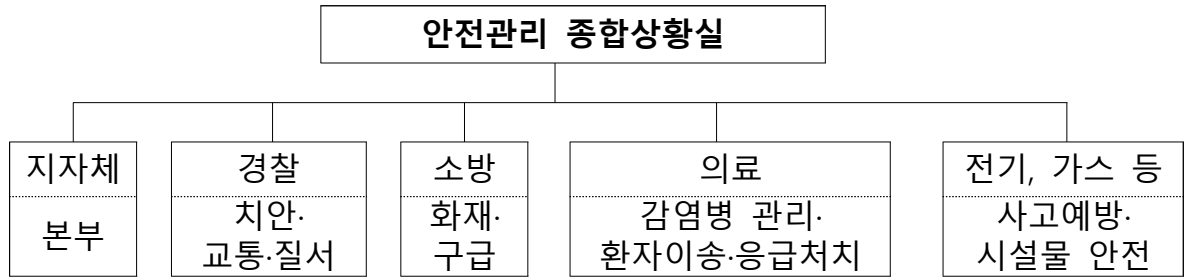 안전관리 종합상황실
지자체
본부
경찰
치안·
교통·질서
소방
화재·
구급
의료
감염병 관리·
환자이송·응급처치
전기, 가스 등
사고예방·
시설물 안전